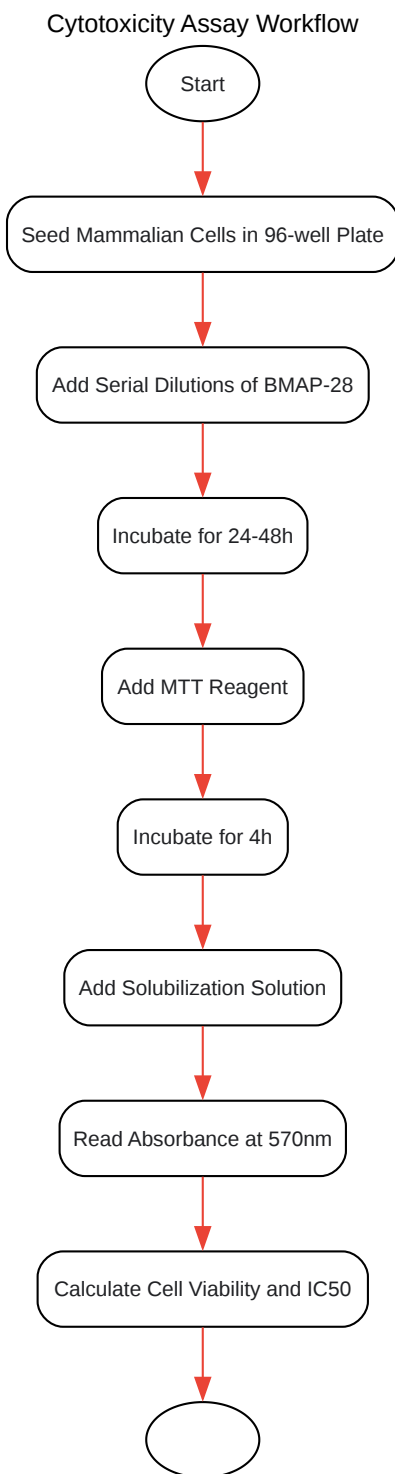 Cytotoxicity Assay Workflow
Start
Seed Mammalian Cells in 96-well Plate
Add Serial Dilutions of BMAP-28
Incubate for 24-48h
Add MTT Reagent
Incubate for 4h
Add Solubilization Solution
Read Absorbance at 570nm
Calculate Cell Viability and IC50